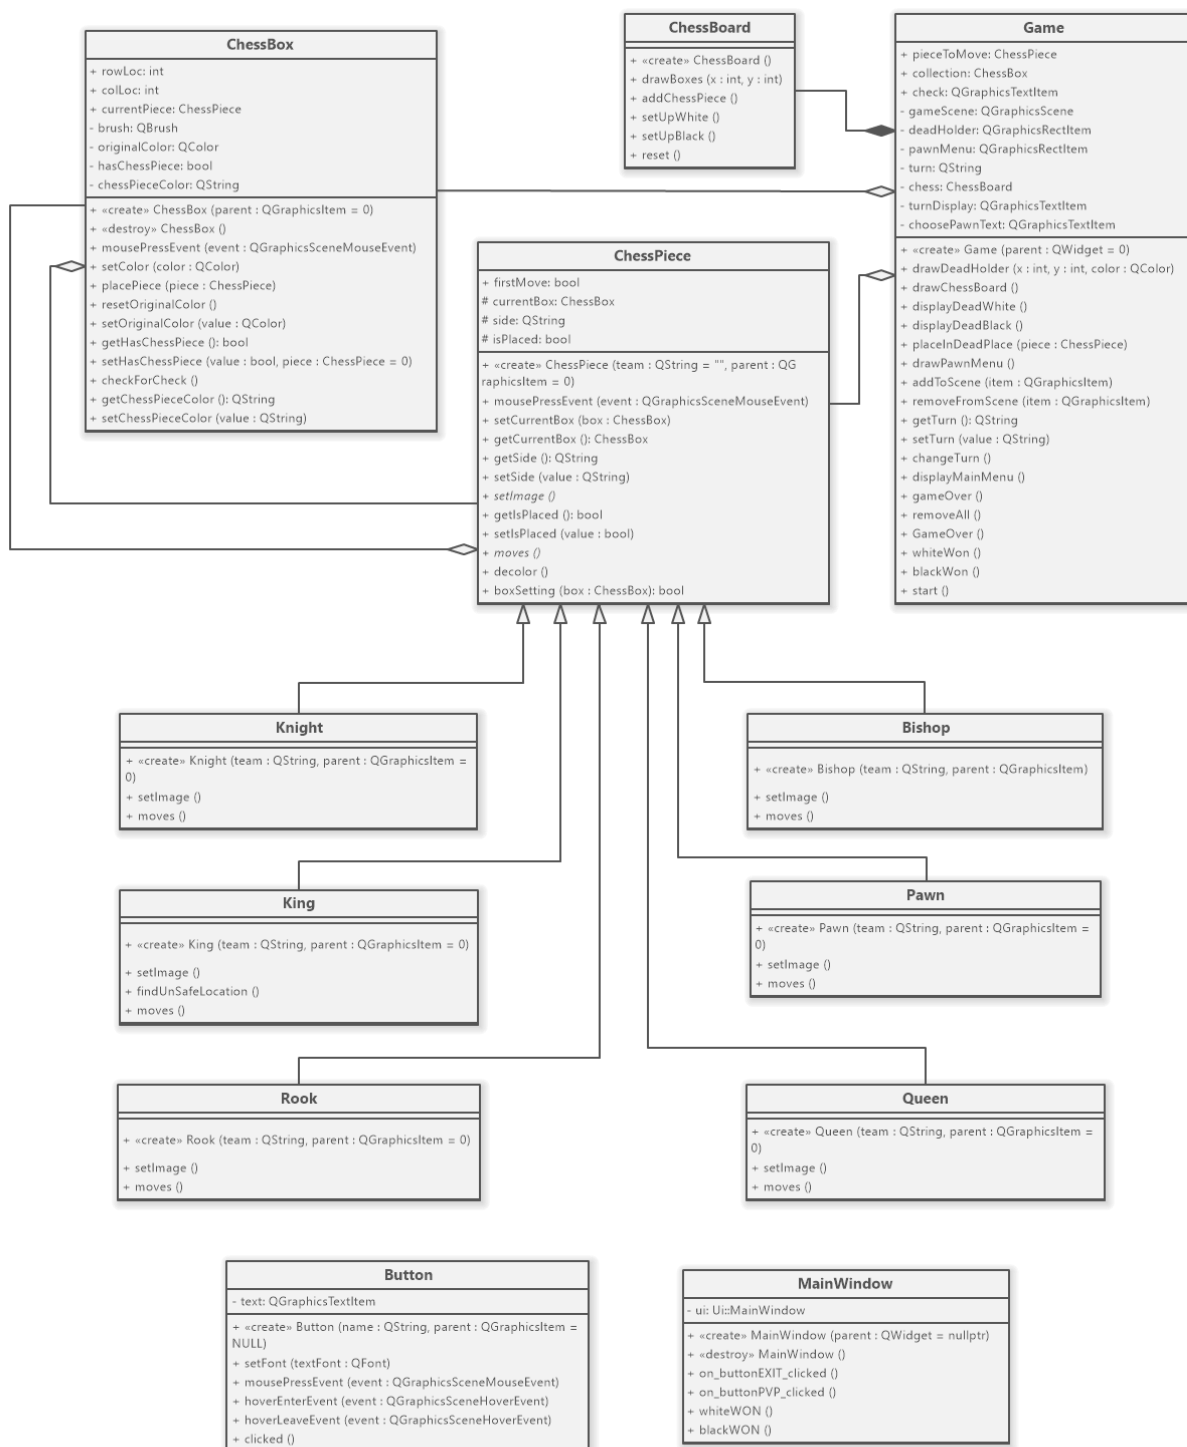 ChessBox
+ rowLoc: int
+ colLoc: int
+ currentPiece: ChessPiece
- brush: QBrush
- originalColor: QColor
- hasChessPiece: bool
- chessPieceColor: QString
+ «create» ChessBox (parent : QGraphicsItem = 0)
+ «destroy» ChessBox ()
+ mousePressEvent (event : QGraphicsSceneMouseEvent)
+ setColor (color : QColor)
+ placePiece (piece : ChessPiece)
+ resetOriginalColor ()
+ setOriginalColor (value : QColor)
+ getHasChessPiece (): bool
+ setHasChessPiece (value : bool, piece : ChessPiece = 0)
+ checkForCheck ()
+ getChessPieceColor (): QString
+ setChessPieceColor (value : QString)
ChessBoard
+ «create» ChessBoard ()
+ drawBoxes (x : int, y : int)
+ addChessPiece ()
+ setUpWhite ()
+ setUpBlack ()
+ reset ()
Game
+ pieceToMove: ChessPiece
+ collection: ChessBox
+ check: QGraphicsTextItem
- gameScene: QGraphicsScene
- deadHolder: QGraphicsRectItem
- pawnMenu: QGraphicsRectItem
- turn: QString
- chess: ChessBoard
- turnDisplay: QGraphicsTextItem
- choosePawnText: QGraphicsTextItem
+ «create» Game (parent : QWidget = 0)
+ drawDeadHolder (x : int, y : int, color : QColor)
+ drawChessBoard ()
+ displayDeadWhite ()
+ displayDeadBlack ()
+ placeInDeadPlace (piece : ChessPiece)
+ drawPawnMenu ()
+ addToScene (item : QGraphicsItem)
+ removeFromScene (item : QGraphicsItem)
+ getTurn (): QString
+ setTurn (value : QString)
+ changeTurn ()
+ displayMainMenu ()
+ gameOver ()
+ removeAll ()
+ GameOver ()
+ whiteWon ()
+ blackWon ()
+ start ()
ChessPiece
+ firstMove: bool
# currentBox: ChessBox
# side: QString
# isPlaced: bool
+ «create» ChessPiece (team : QString = "", parent : QG
raphicsItem = 0)
+ mousePressEvent (event : QGraphicsSceneMouseEvent)
+ setCurrentBox (box : ChessBox)
+ getCurrentBox (): ChessBox
+ getSide (): QString
+ setSide (value : QString)
+ setImage ()
+ getIsPlaced (): bool
+ setIsPlaced (value : bool)
+ moves ()
+ decolor ()
+ boxSetting (box : ChessBox): bool
Knight
+ «create» Knight (team : QString, parent : QGraphicsItem =
0)
+ setImage ()
+ moves ()
Bishop
+ «create» Bishop (team : QString, parent : QGraphicsItem)
+ setImage ()
+ moves ()
King
+ «create» King (team : QString, parent : QGraphicsItem = 0)
+ setImage ()
+ findUnSafeLocation ()
+ moves ()
Pawn
+ «create» Pawn (team : QString, parent : QGraphicsItem =
0)
+ setImage ()
+ moves ()
Rook
+ «create» Rook (team : QString, parent : QGraphicsItem = 0)
+ setImage ()
+ moves ()
Queen
+ «create» Queen (team : QString, parent : QGraphicsItem =
0)
+ setImage ()
+ moves ()
Button
- text: QGraphicsTextItem
+ «create» Button (name : QString, parent : QGraphicsItem =
NULL)
+ setFont (textFont : QFont)
+ mousePressEvent (event : QGraphicsSceneMouseEvent)
+ hoverEnterEvent (event : QGraphicsSceneHoverEvent)
+ hoverLeaveEvent (event : QGraphicsSceneHoverEvent)
+ clicked ()
MainWindow
- ui: Ui::MainWindow
+ «create» MainWindow (parent : QWidget = nullptr)
+ «destroy» MainWindow ()
+ on_buttonEXIT_clicked ()
+ on_buttonPVP_clicked ()
+ whiteWON ()
+ blackWON ()